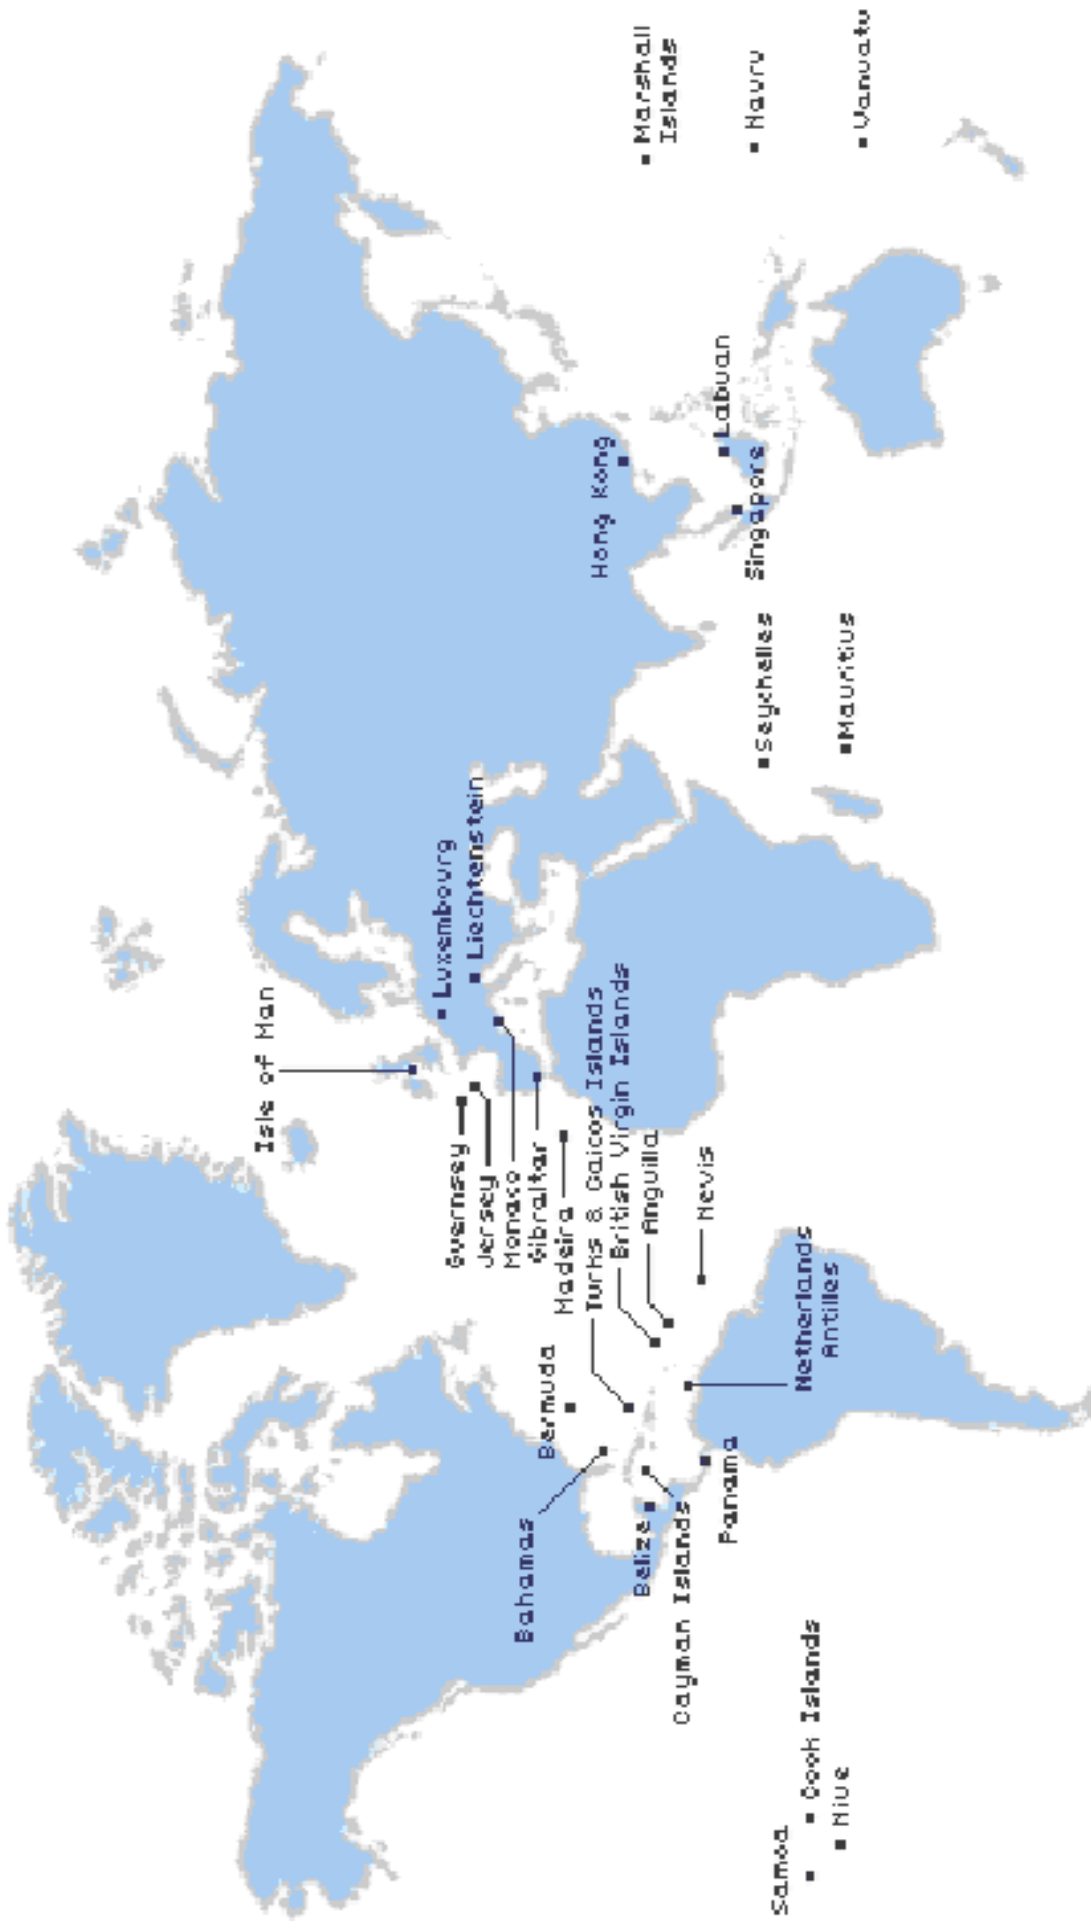 Isle of Man
Luxembourg
Liechtenstein
Guernsey
Jersey
Monaco
Gibraltar
Madeira
Turks & Caicos Islands
British Virgin Islands
Anguilla
Nevis
Bermuda
Bahamas
Belize
Cayman Islands
Panama
Netherlands
Antilles
Samoa
Cook Islands
Niue
Hong Kong
Labuan
Singapore
Seychelles
Mauritius
Marshall
Islands
Nauru
Vanuatu